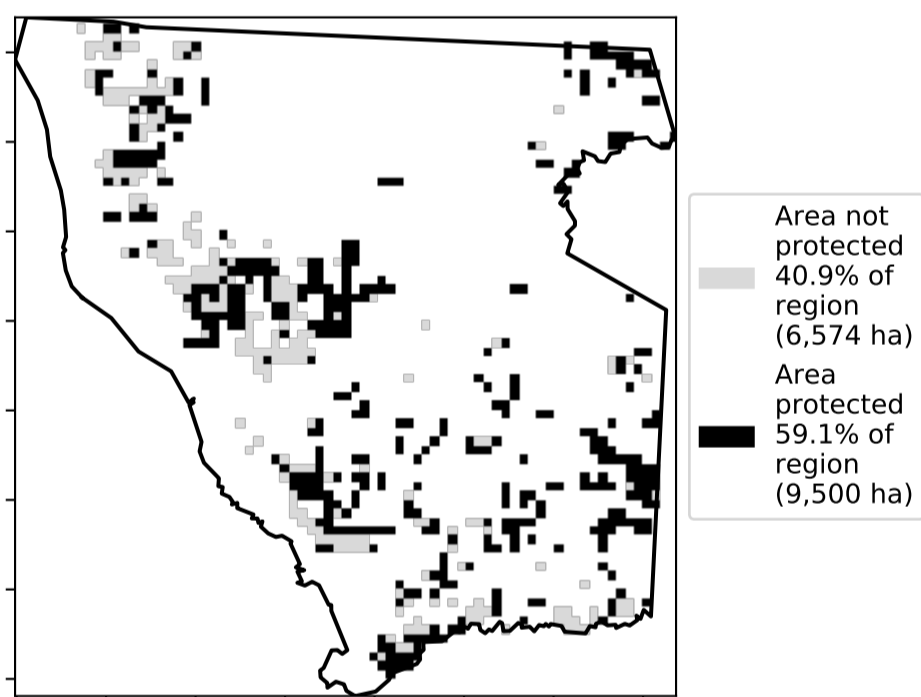 Area not
protected
40.9% of
region
(6,574 ha)
Area
protected
59.1% of
region
(9,500 ha)